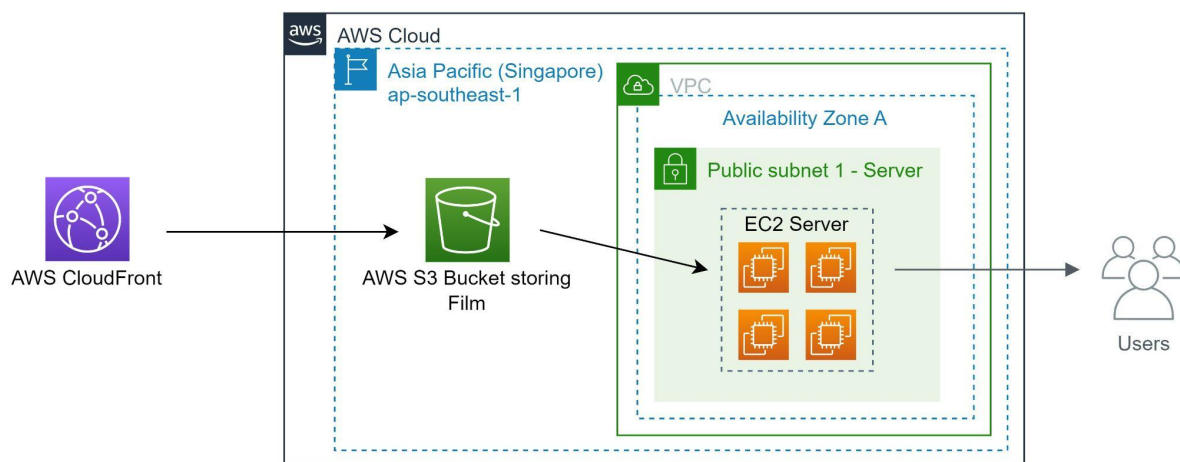 aws
AWS Cloud
Asia Pacific (Singapore)
ap-southeast-1
VPC
Availability Zone A
Public subnet 1 - Server
EC2 Server
AWS CloudFront
AWS S3 Bucket storing
Film
Users